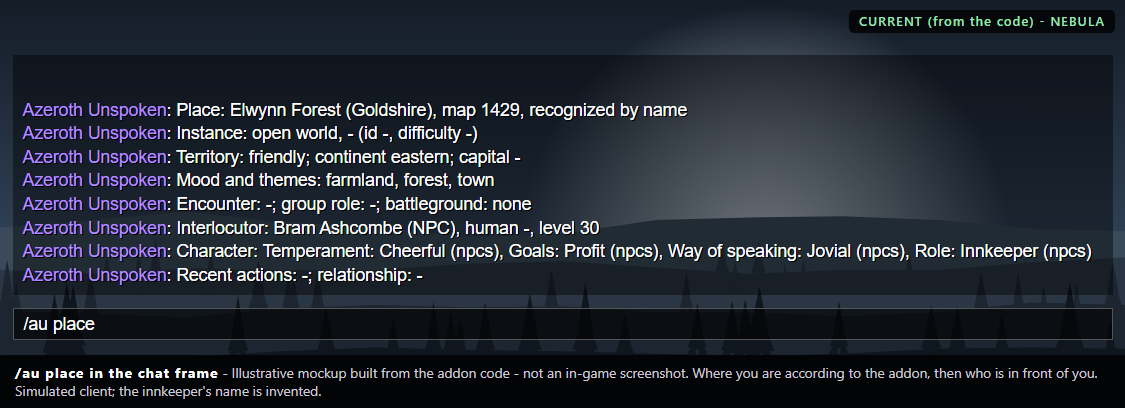 CURRENT (from the code) - NEBULA
Azeroth Unspoken: Place: Elwynn Forest (Goldshire), map 1429, recognized by name
Azeroth Unspoken: Instance: open world, - (id -, difficulty -)
Azeroth Unspoken: Territory: friendly; continent eastern; capital -
Azeroth Unspoken: Mood and themes: farmland, forest, town
Azeroth Unspoken: Encounter: -; group role: -; battleground: none
Azeroth Unspoken: Interlocutor: Bram Ashcombe (NPC), human -, level 30
Azeroth Unspoken: Character: Temperament: Cheerful (npcs), Goals: Profit (npcs), Way of speaking: Jovial (npcs), Role: Innkeeper (npcs)
Azeroth Unspoken: Recent actions: -; relationship: -
/au place
/au place in the chat frame - Illustrative mockup built from the addon code - not an in-game screenshot. Where you are according to the addon, then who is in front of you.
Simulated client; the innkeeper's name is invented.